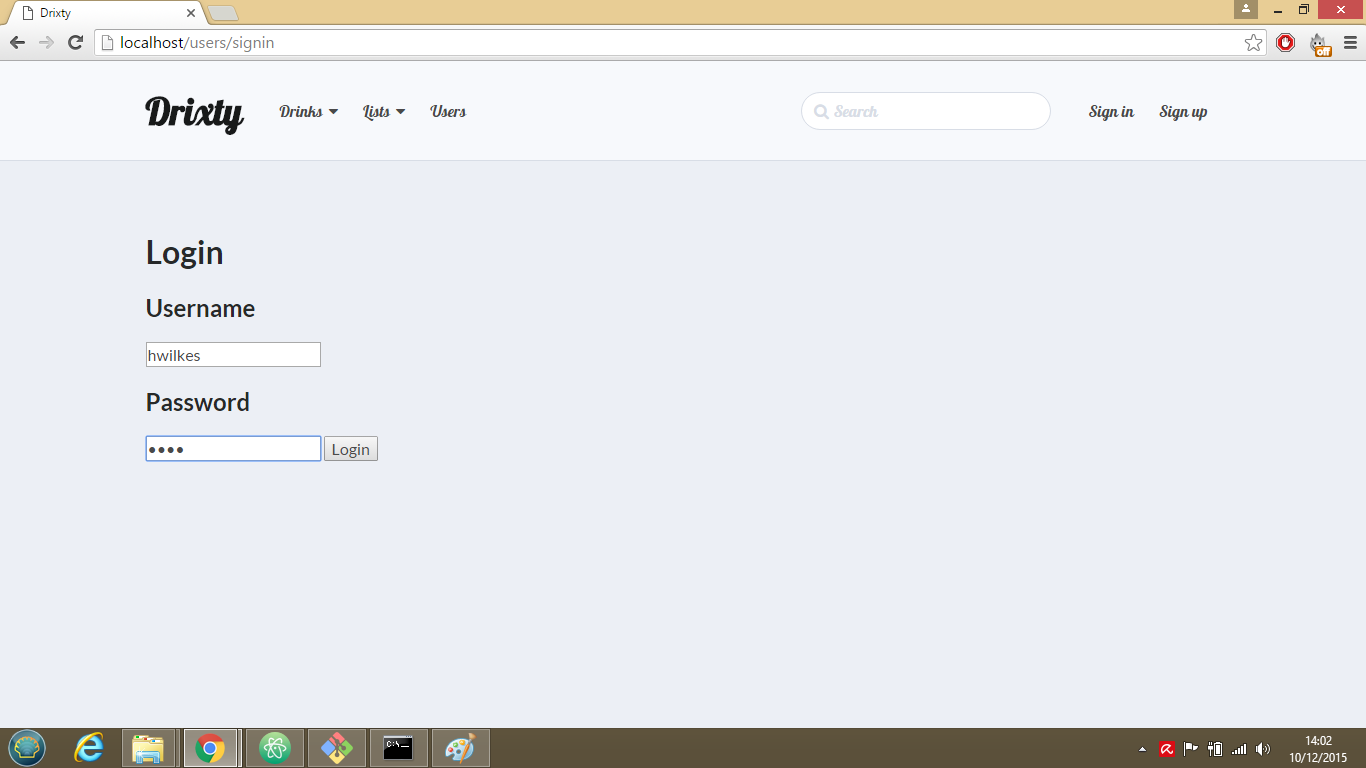 Drixty
localhost/users/signin
off
Drixty Drinks Lists Users Search Sign in Sign up
Login
Username
hwilkes
Password
•••• Login
C:\_
14:02
10/12/2015